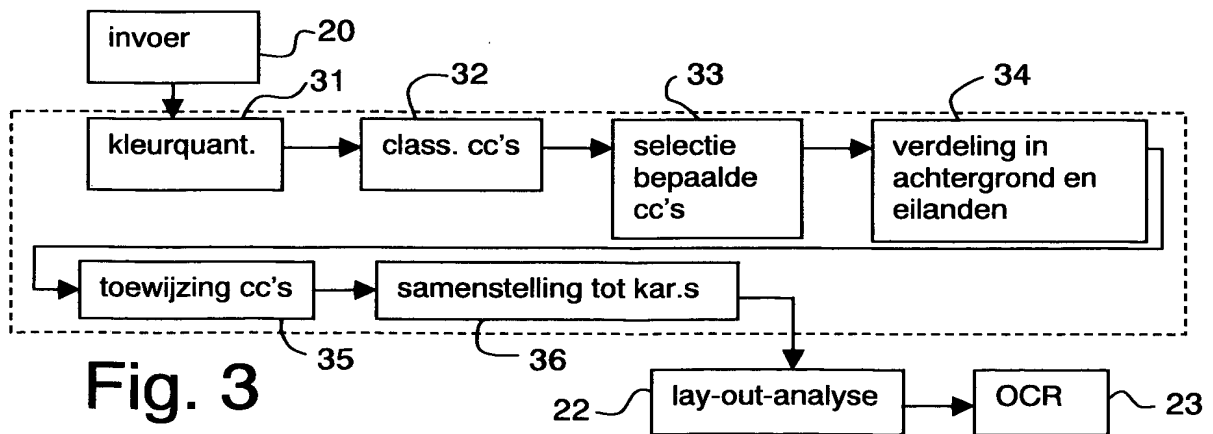 invoer
20
31
32
33
34
kleurquant.
class. cc's
selectie
bepaalde
cc's
verdeling in
achtergrond en
eilanden
toewijzing cc's
samenstelling tot kar.s
35
36
Fig. 3
22
lay-out-analyse
OCR
23